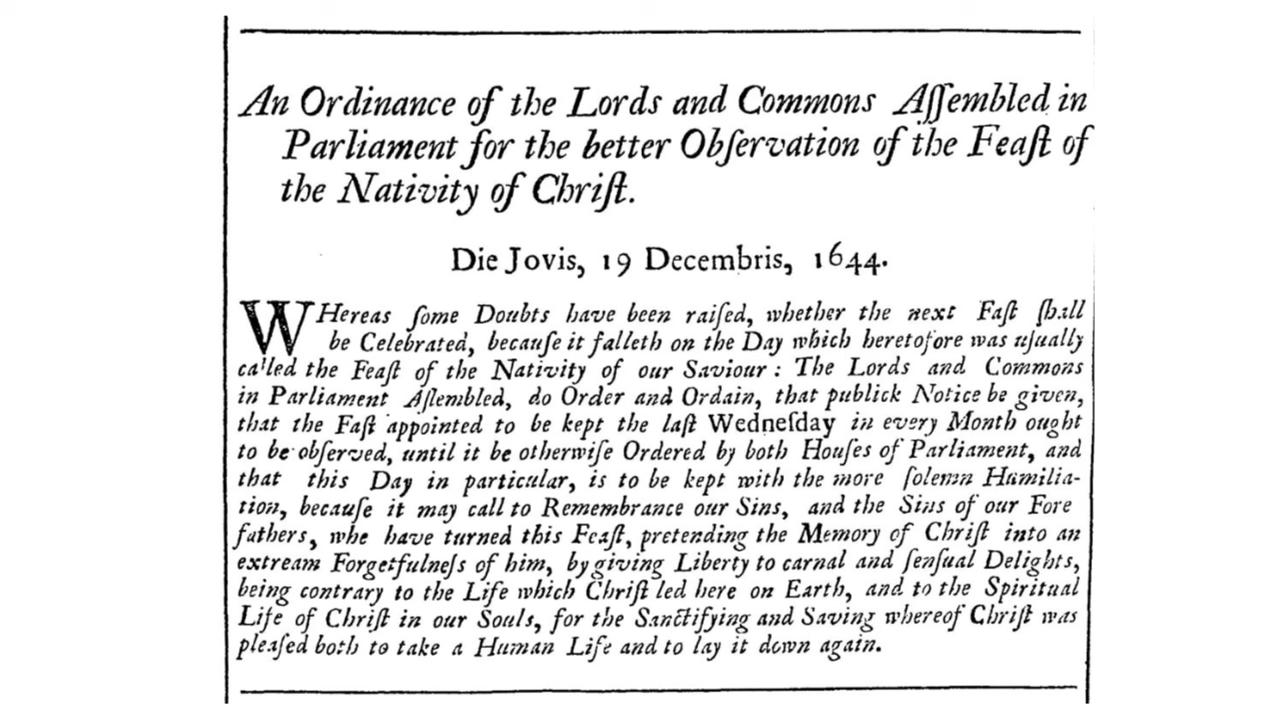 An Ordinance of the Lords and Commons Aſſembled in
Parliament for the better Obſervation of the Feaſt of
the Nativity of Chriſt.
Die Jovis, 19 Decembris, 1644.
WHereas ſome Doubts have been raiſed, whether the next Faſt ſhall
be Celebrated, becauſe it falleth on the Day which heretofore was uſually
called the Feaſt of the Nativity of our Saviour: The Lords and Commons
in Parliament Aſſembled, do Order and Ordain, that publick Notice be given,
that the Faſt appointed to be kept the laſt Wedneſday in every Month ought
to be obſerved, until it be otherwiſe Ordered by both Houſes of Parliament, and
that this Day in particular, is to be kept with the more ſolemn Humilia-
tion, becauſe it may call to Remembrance our Sins, and the Sins of our Fore
fathers, who have turned this Feaſt, pretending the Memory of Chriſt into an
extream Forgetfulneſs of him, by giving Liberty to carnal and ſenſual Delights,
being contrary to the Life which Chriſt led here on Earth, and to the Spiritual
Life of Chriſt in our Souls, for the Sanctifying and Saving whereof Chriſt was
pleaſed both to take a Human Life and to lay it down again.